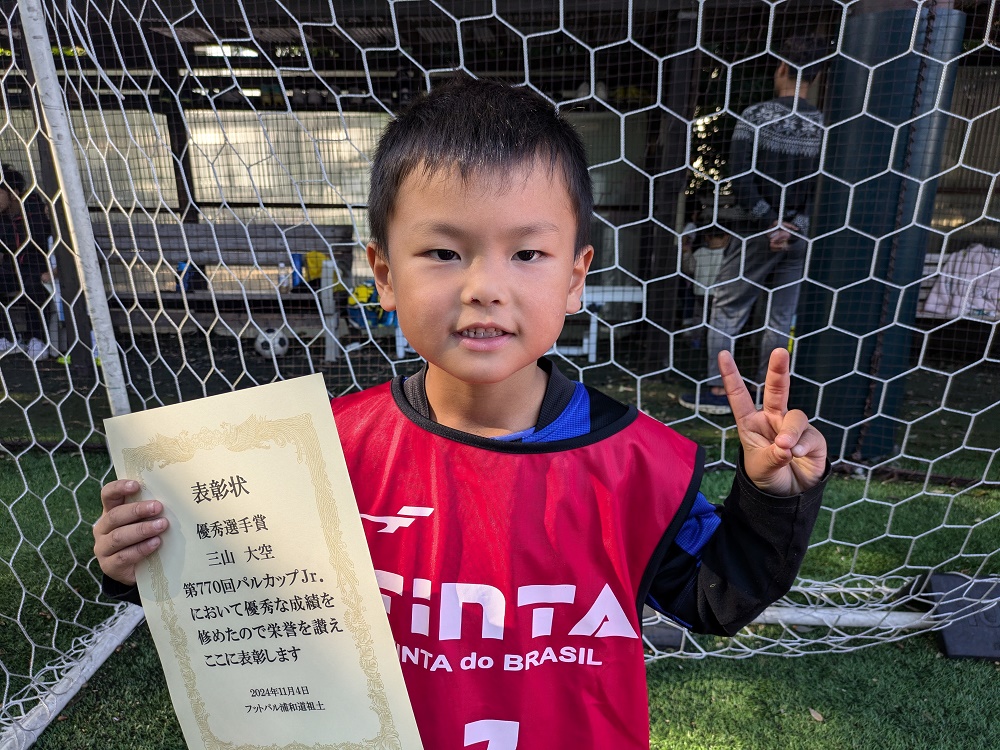 表彰状
優秀選手賞
三山 大空
第770回パルカップJr.
において優秀な成績を
修めたので栄誉を讃え
ここに表彰します
2024年11月4日
フットパル浦和道祖土
FiNTA
NTA do BRASIL